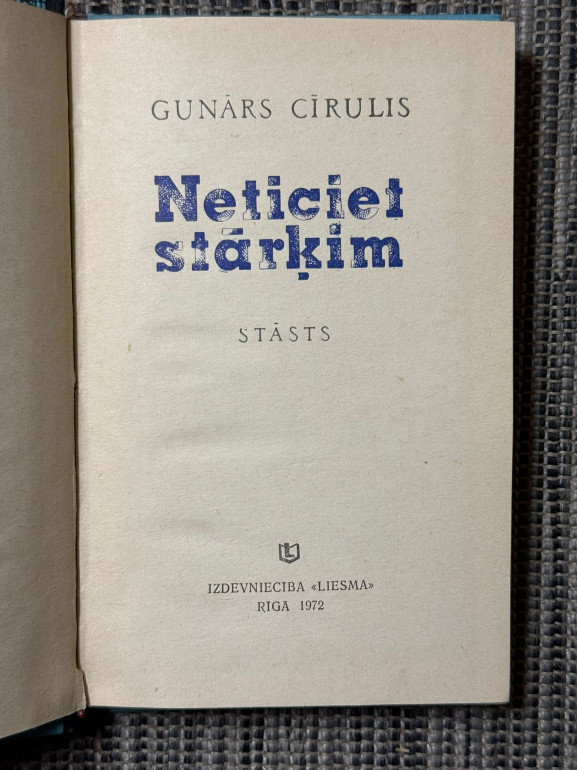 GUNĀRS CĪRULIS
Neticiet
stārķim
STĀSTS
L
IZDEVNIECĪBA «LIESMA»
RĪGĀ 1972